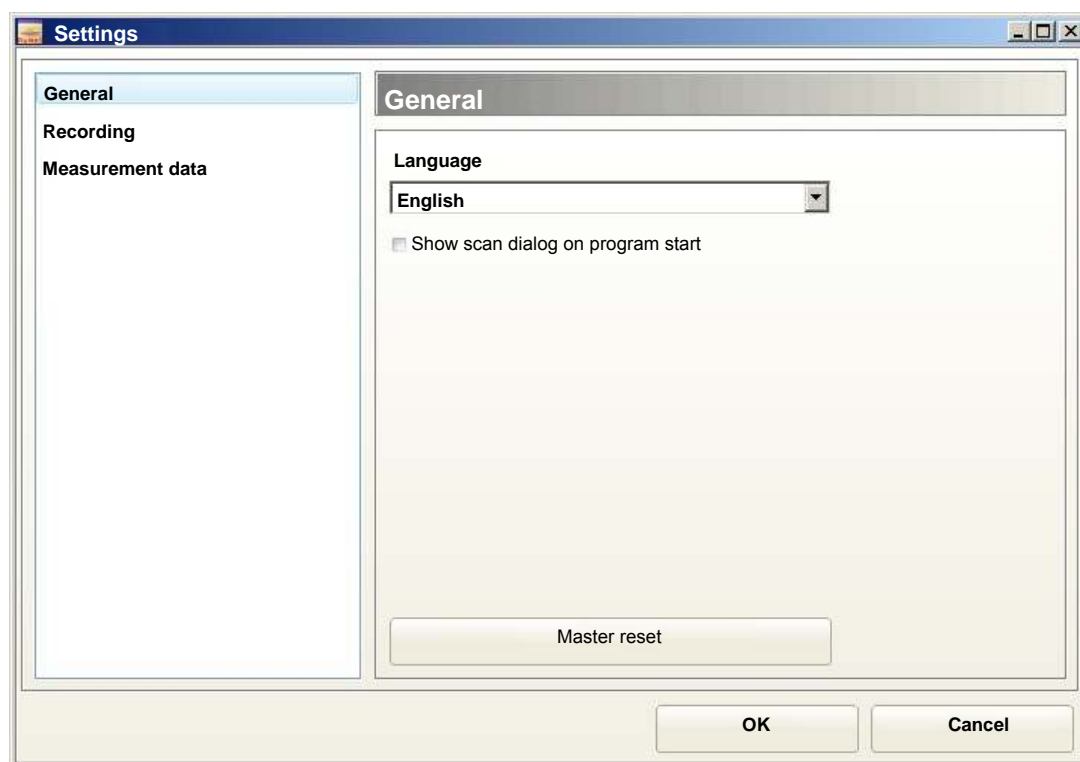 Settings
General
Recording
Measurement data
General
Language
English
Show scan dialog on program start
Master reset
OK
Cancel